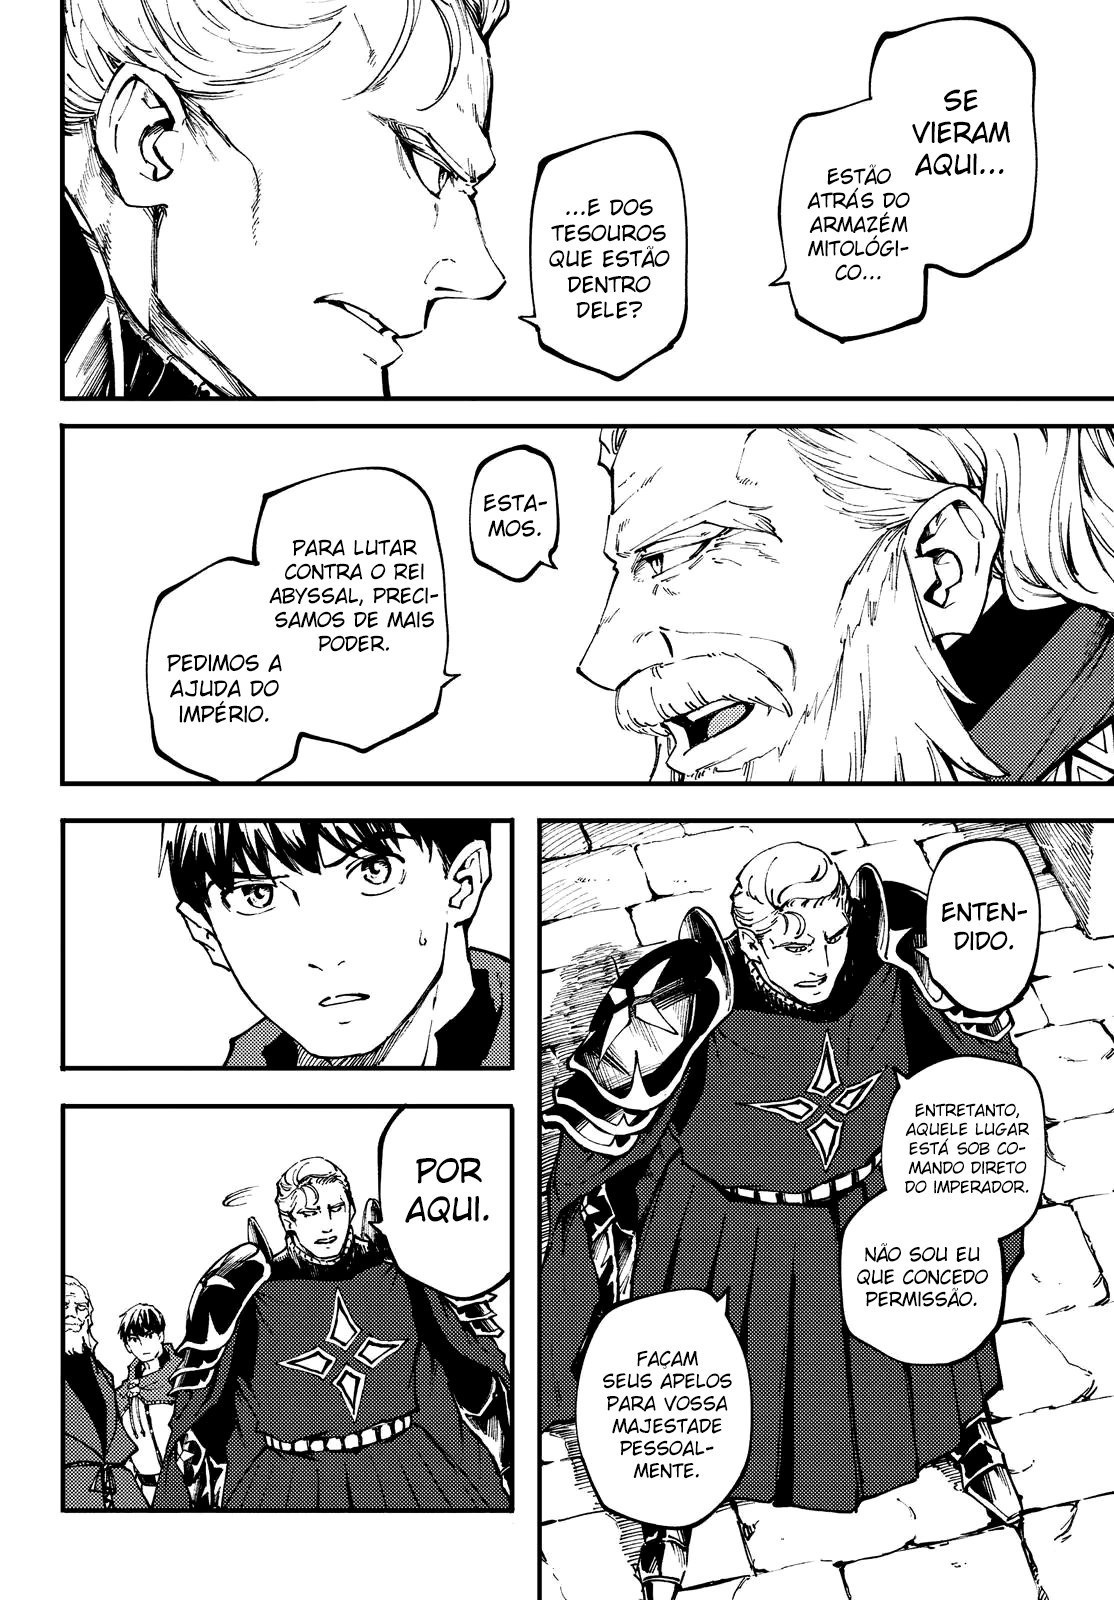 SE
VIERAM
AQUI...
ESTÃO
ATRÁS DO
ARMAZÉM
MITOLÓGI-
CO...
...E DOS
TESOUROS
QUE ESTÃO
DENTRO
DELE?
ESTA-
MOS.
PARA LUTAR
CONTRA O REI
ABYSSAL, PRECI-
SAMOS DE MAIS
PODER.
PEDIMOS A
AJUDA DO
IMPÉRIO.
ENTEN-
DIDO.
ENTRETANTO,
AQUELE LUGAR
ESTÁ SOB CO-
MANDO DIRETO
DO IMPERADOR.
NÃO SOU EU
QUE CONCEDO
PERMISSÃO.
FAÇAM
SEUS APELOS
PARA VOSSA
MAJESTADE
PESSOAL-
MENTE.
POR
AQUI.